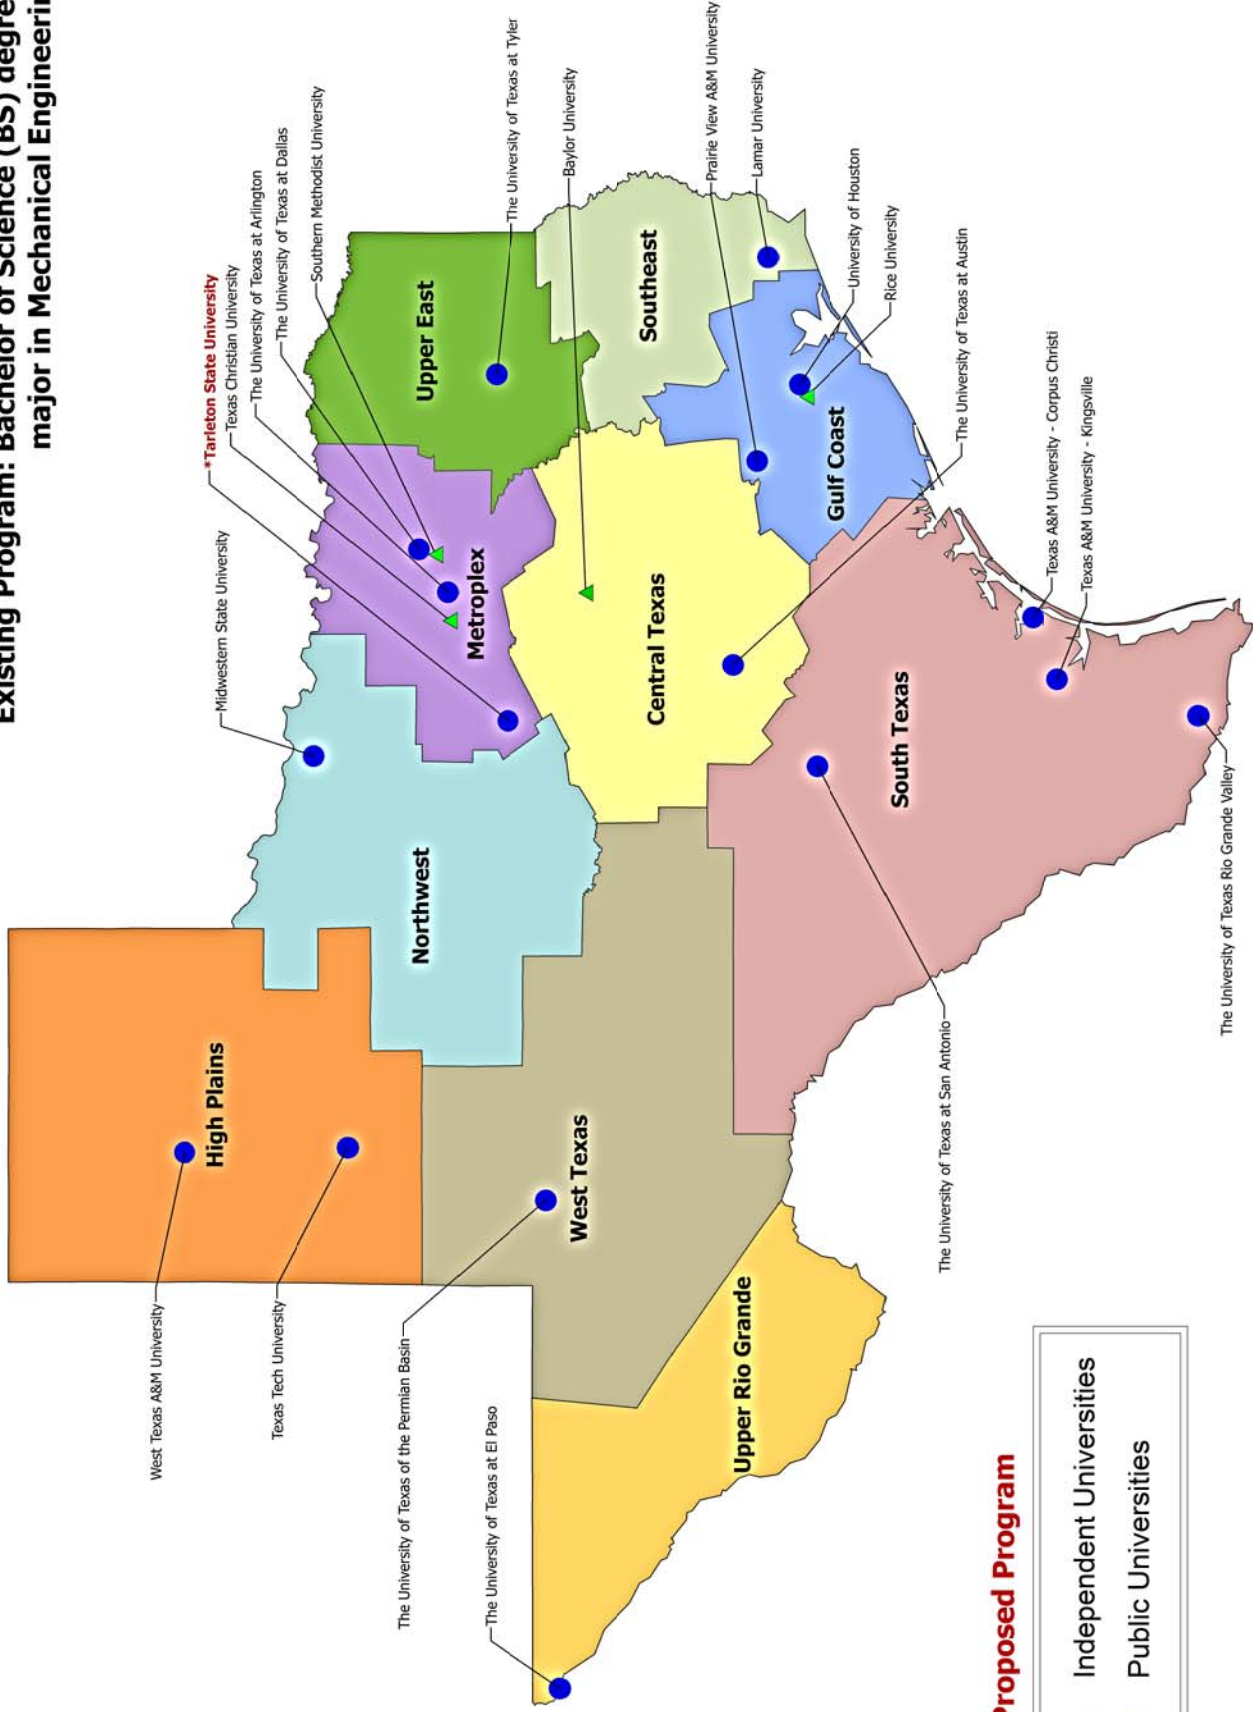 Existing Program: Bachelor of Science (BS) degre
major in Mechanical Engineerin
West Texas A&M University
Texas Tech University
The University of Texas of the Permian Basin
The University of Texas at El Paso
Midwestern State University
*Tarleton State University
Texas Christian University
The University of Texas at Arlington
The University of Texas at Dallas
Southern Methodist University
The University of Texas at Tyler
Baylor University
Prairie View A&M University
Lamar University
University of Houston
Rice University
The University of Texas at Austin
Texas A&M University - Corpus Christi
Texas A&M University - Kingsville
The University of Texas Rio Grande Valley
The University of Texas at San Antonio
High Plains
Northwest
Metroplex
Upper East
Southeast
Gulf Coast
Central Texas
South Texas
West Texas
Upper Rio Grande
Proposed Program
Independent Universities
Public Universities